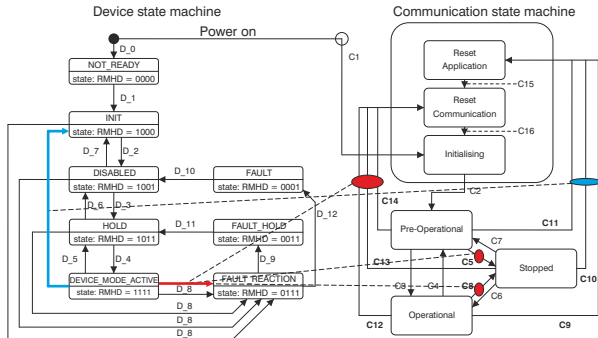 Device state machine
Communication state machine
Power on
D_0
C1
NOT_READY
state: RMHD = 0000
Reset
Application
D_1
C15
INIT
state: RMHD = 1000
Reset
Communication
C16
D_7
D_2
Initialising
DISABLED
state: RMHD = 1001
D_10
FAULT
state: RMHD = 0001
C2
C14
D_6
D_3
D_12
HOLD
state: RMHD = 1011
D_11
FAULT_HOLD
state: RMHD = 0011
Pre-Operational
C11
C7
D_5
D_4
D_9
C13
C5
Stopped
DEVICE_MODE_ACTIVE
state: RMHD = 1111
D_8
FAULT_REACTION
state: RMHD = 0111
C3
C4
C8
C10
C6
D_8
D_8
D_8
C12
Operational
C9